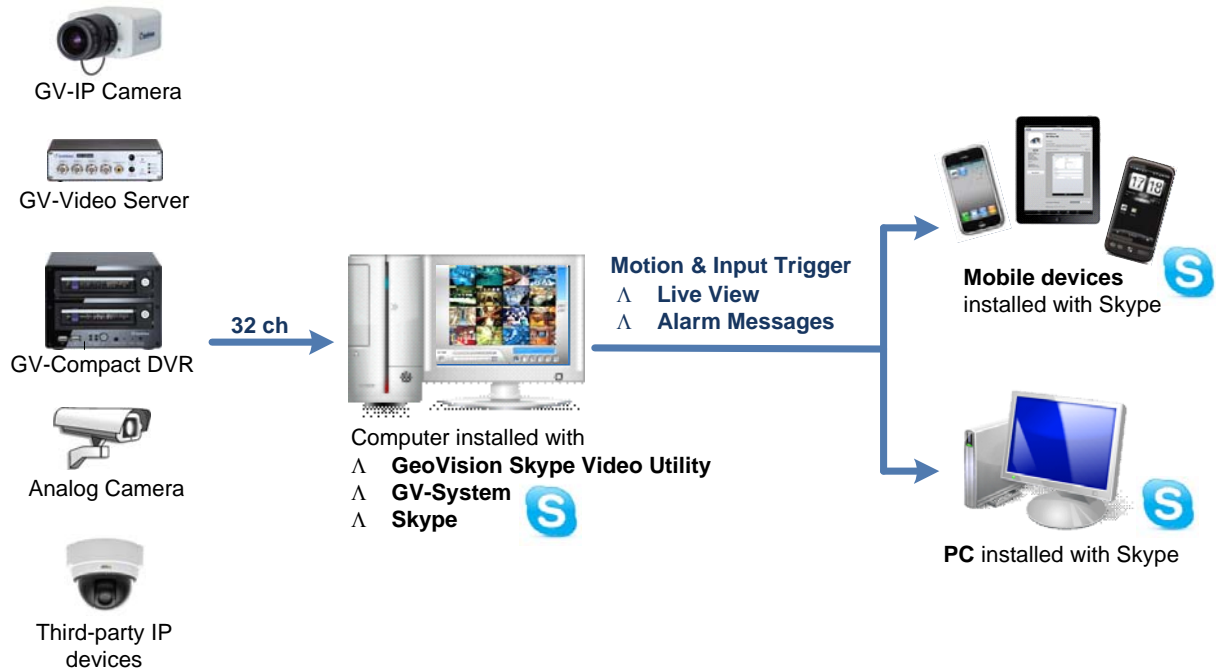 GV-IP Camera
GV-Video Server
GV-Compact DVR
Analog Camera
Third-party IP
devices
32 ch
Computer installed with
Λ GeoVision Skype Video Utility
Λ GV-System
Λ Skype
S
Motion & Input Trigger
Λ Live View
Λ Alarm Messages
17 18
Mobile devices
installed with Skype
S
PC installed with Skype
S